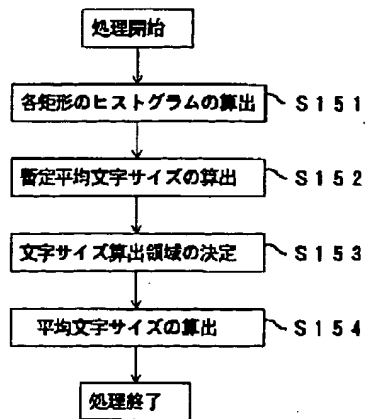 処理開始
各矩形のヒストグラムの算出 S151
暫定平均文字サイズの算出 S152
文字サイズ算出領域の決定 S153
平均文字サイズの算出 S154
処理終了